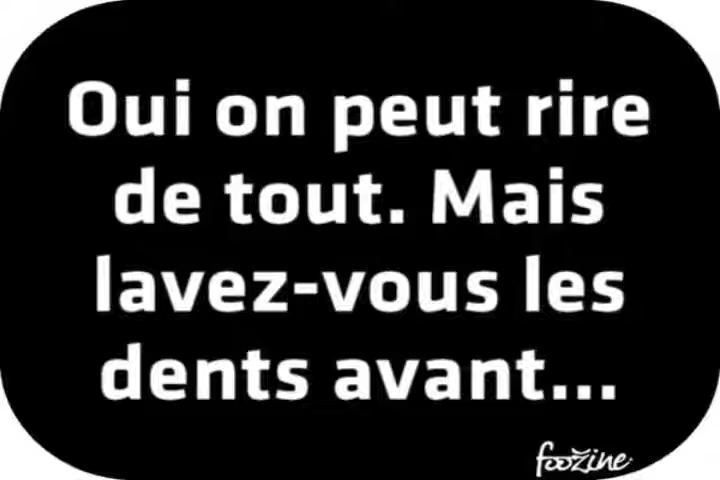 Oui on peut rire
de tout. Mais
lavez-vous les
dents avant...
foozine